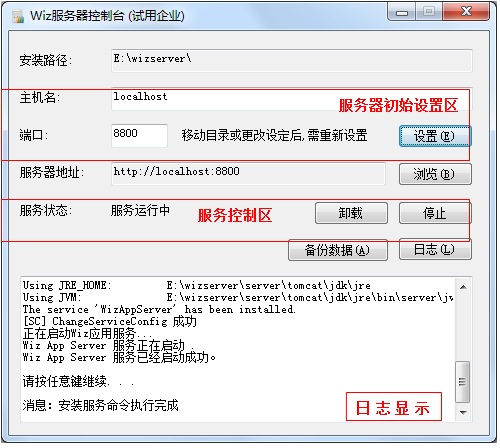 Wiz服务器控制台 (试用企业)
安装路径: E:\wizserver\
主机名: localhost
服务器初始设置区
端口: 8800 移动目录或更改设定后,需重新设置 设置(E)
服务器地址: http://localhost:8800 浏览(B)
服务状态: 服务运行中 服务控制区 卸载 停止
备份数据(A) 日志(L)
Using JRE_HOME: E:\wizserver\server\tomcat\jdk\jre
Using JVM: E:\wizserver\server\tomcat\jdk\jre\bin\server\jv
The service 'WizAppServer' has been installed.
[SC] ChangeServiceConfig 成功
正在启动Wiz应用服务...
Wiz App Server 服务正在启动 .
Wiz App Server 服务已经启动成功。
请按任意键继续. . .
消息: 安装服务命令执行完成
日志显示